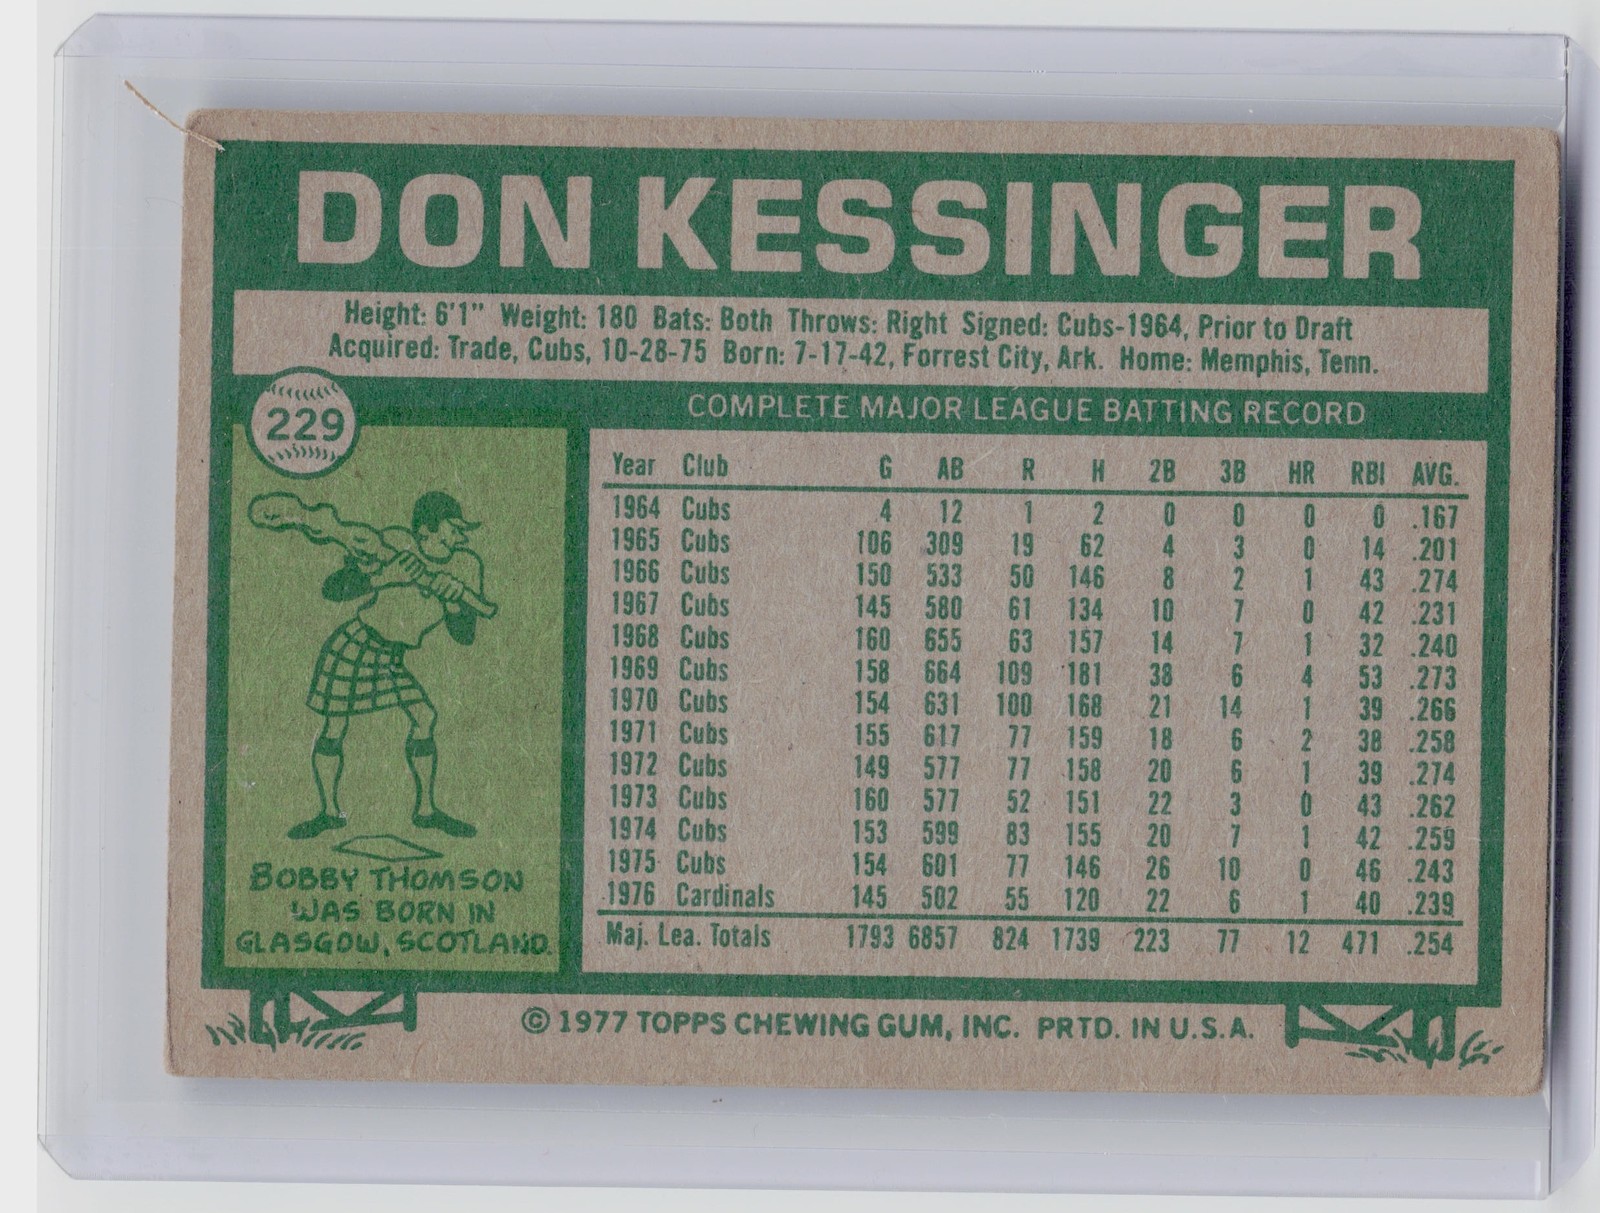 DON KESSINGER
Height: 6'1" Weight: 180 Bats: Both Throws: Right Signed: Cubs-1964, Prior to Draft
Acquired: Trade, Cubs, 10-28-75 Born: 7-17-42, Forrest City, Ark. Home: Memphis, Tenn.
229
COMPLETE MAJOR LEAGUE BATTING RECORD
Year Club G AB R H 2B 3B HR RBI AVG.
1964 Cubs 4 12 1 2 0 0 0 0 .167
1965 Cubs 106 309 19 62 4 3 0 14 .201
1966 Cubs 150 533 50 146 8 2 1 43 .274
1967 Cubs 145 580 61 134 10 7 0 42 .231
1968 Cubs 160 655 63 157 14 7 1 32 .240
1969 Cubs 158 664 109 181 38 6 4 53 .273
1970 Cubs 154 631 100 168 21 14 1 39 .266
1971 Cubs 155 617 77 159 18 6 2 38 .258
1972 Cubs 149 577 77 158 20 6 1 39 .274
1973 Cubs 160 577 52 151 22 3 0 43 .262
1974 Cubs 153 599 83 155 20 7 1 42 .259
1975 Cubs 154 601 77 146 26 10 0 46 .243
1976 Cardinals 145 502 55 120 22 6 1 40 .239
Maj. Lea. Totals 1793 6857 824 1739 223 77 12 471 .254
BOBBY THOMSON
WAS BORN IN
GLASGOW, SCOTLAND.
© 1977 TOPPS CHEWING GUM, INC. PRTD. IN U.S.A.